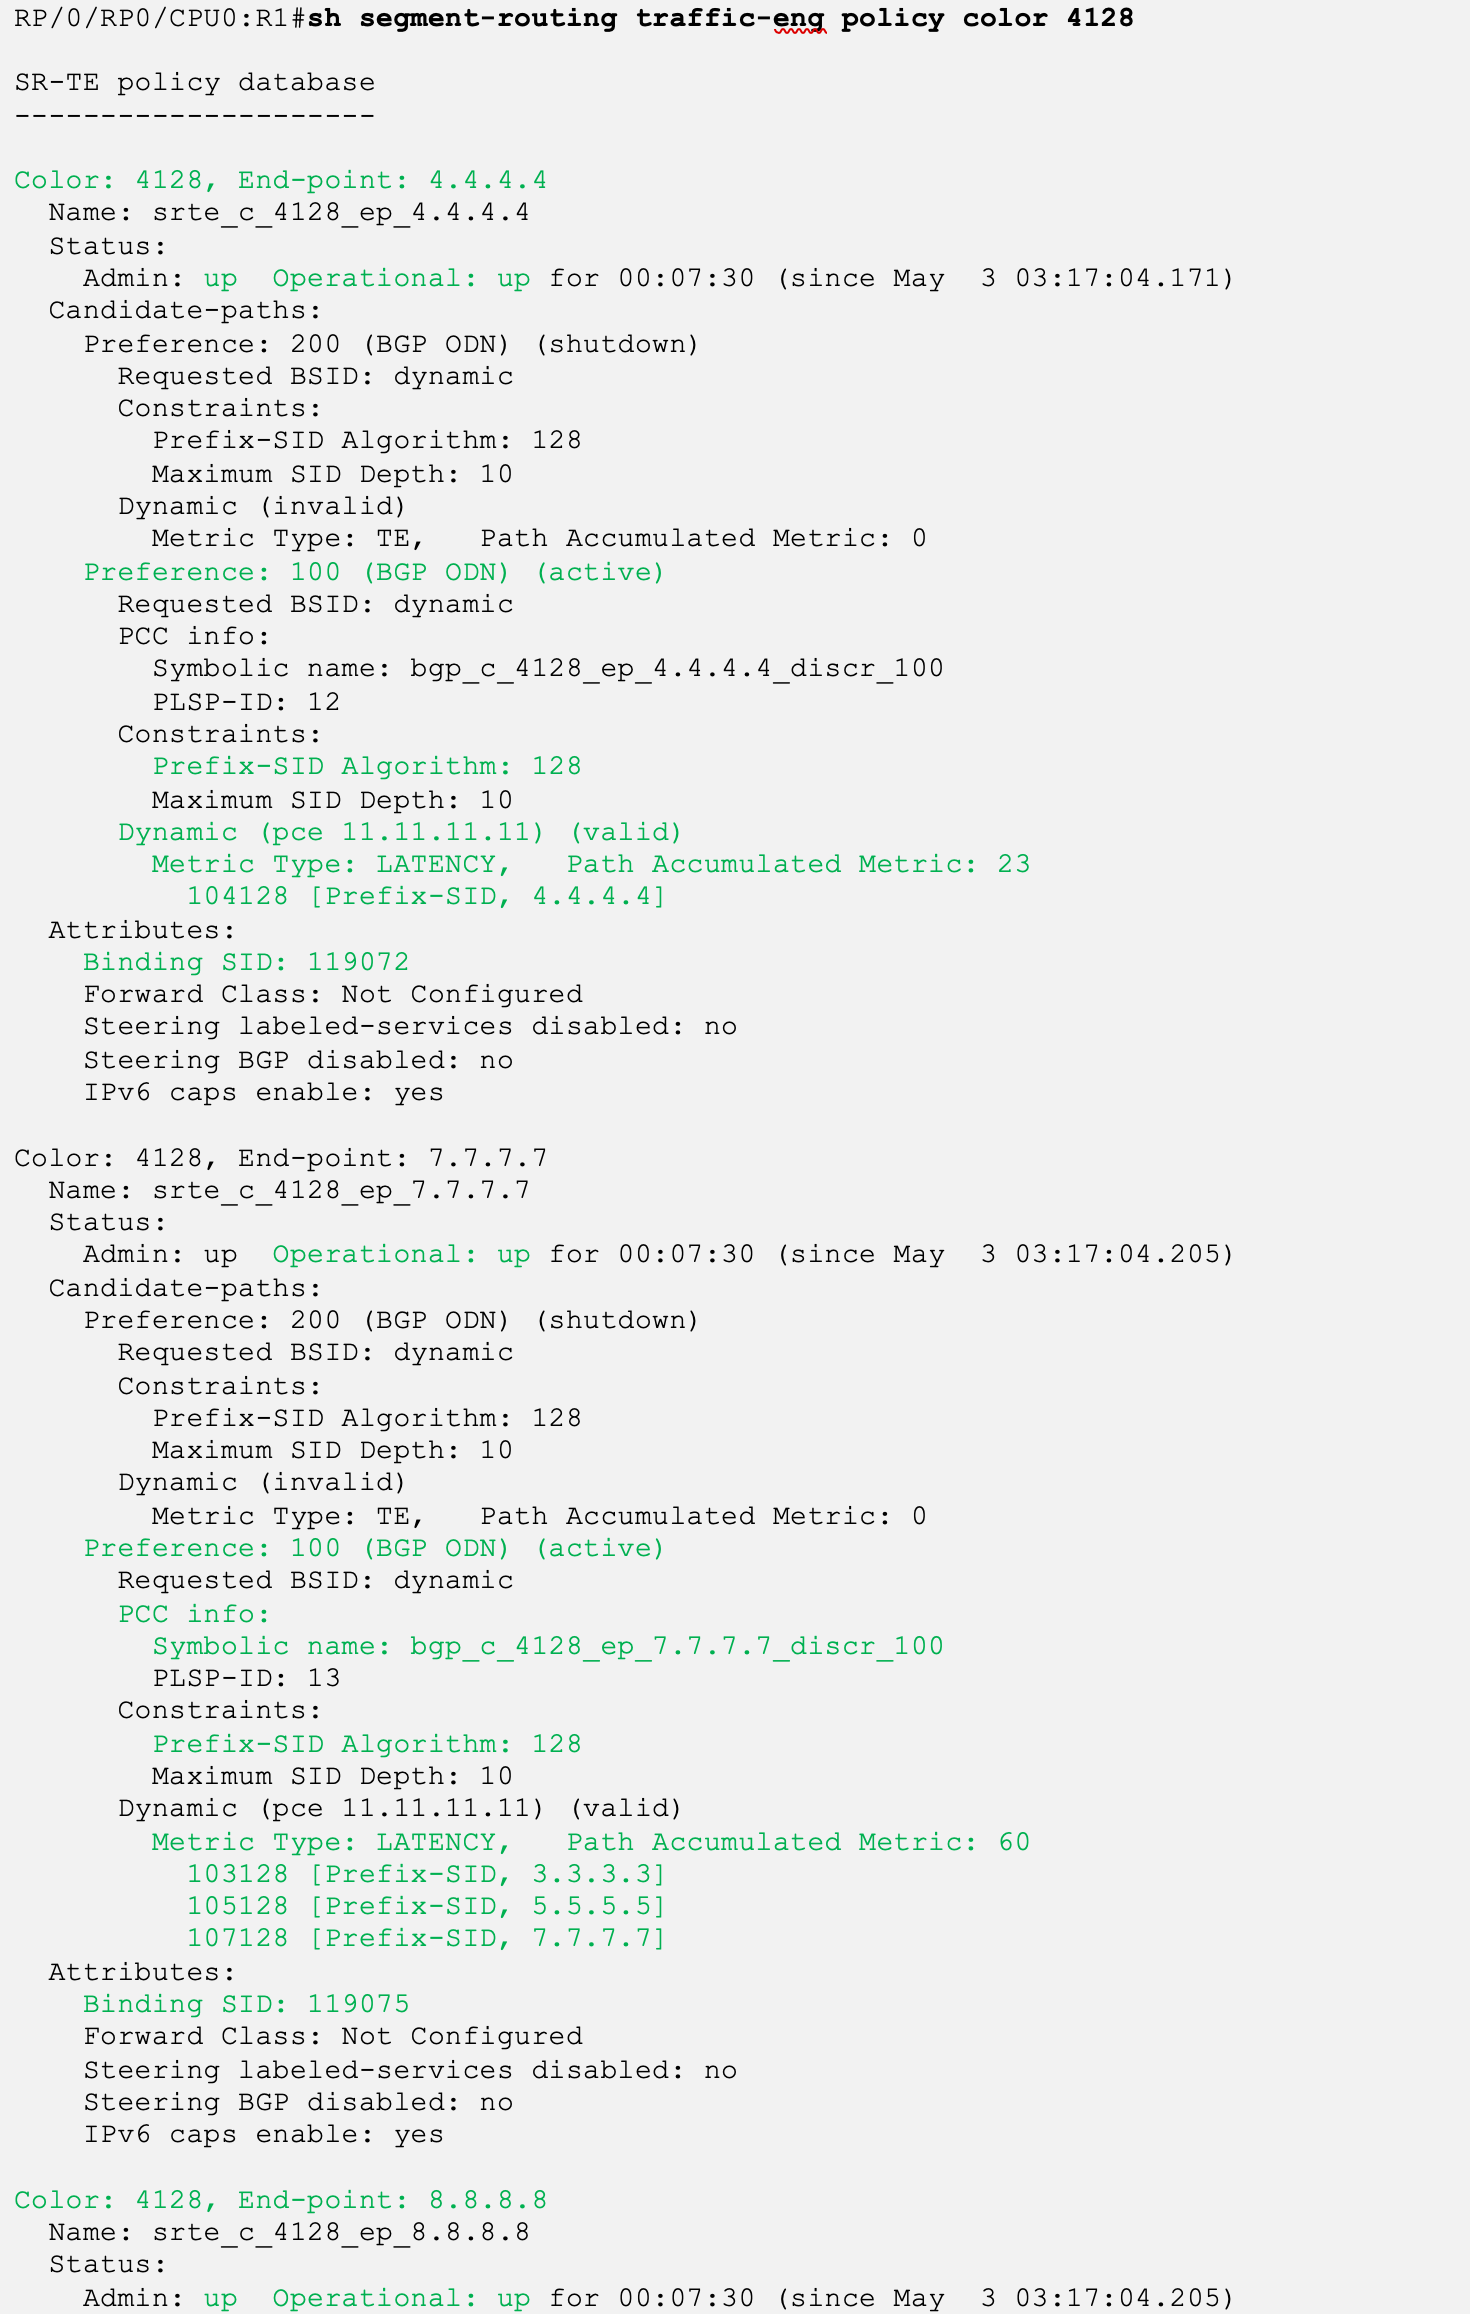 RP/0/RP0/CPU0:R1#sh segment-routing traffic-eng policy color 4128
SR-TE policy database
---------------------
Color: 4128, End-point: 4.4.4.4
  Name: srte_c_4128_ep_4.4.4.4
  Status:
    Admin: up  Operational: up for 00:07:30 (since May  3 03:17:04.171)
  Candidate-paths:
    Preference: 200 (BGP ODN) (shutdown)
      Requested BSID: dynamic
      Constraints:
        Prefix-SID Algorithm: 128
        Maximum SID Depth: 10
      Dynamic (invalid)
        Metric Type: TE,   Path Accumulated Metric: 0
    Preference: 100 (BGP ODN) (active)
      Requested BSID: dynamic
      PCC info:
        Symbolic name: bgp_c_4128_ep_4.4.4.4_discr_100
        PLSP-ID: 12
      Constraints:
        Prefix-SID Algorithm: 128
        Maximum SID Depth: 10
      Dynamic (pce 11.11.11.11) (valid)
        Metric Type: LATENCY,   Path Accumulated Metric: 23
          104128 [Prefix-SID, 4.4.4.4]
  Attributes:
    Binding SID: 119072
    Forward Class: Not Configured
    Steering labeled-services disabled: no
    Steering BGP disabled: no
    IPv6 caps enable: yes
Color: 4128, End-point: 7.7.7.7
  Name: srte_c_4128_ep_7.7.7.7
  Status:
    Admin: up  Operational: up for 00:07:30 (since May  3 03:17:04.205)
  Candidate-paths:
    Preference: 200 (BGP ODN) (shutdown)
      Requested BSID: dynamic
      Constraints:
        Prefix-SID Algorithm: 128
        Maximum SID Depth: 10
      Dynamic (invalid)
        Metric Type: TE,   Path Accumulated Metric: 0
    Preference: 100 (BGP ODN) (active)
      Requested BSID: dynamic
      PCC info:
        Symbolic name: bgp_c_4128_ep_7.7.7.7_discr_100
        PLSP-ID: 13
      Constraints:
        Prefix-SID Algorithm: 128
        Maximum SID Depth: 10
      Dynamic (pce 11.11.11.11) (valid)
        Metric Type: LATENCY,   Path Accumulated Metric: 60
          103128 [Prefix-SID, 3.3.3.3]
          105128 [Prefix-SID, 5.5.5.5]
          107128 [Prefix-SID, 7.7.7.7]
  Attributes:
    Binding SID: 119075
    Forward Class: Not Configured
    Steering labeled-services disabled: no
    Steering BGP disabled: no
    IPv6 caps enable: yes
Color: 4128, End-point: 8.8.8.8
  Name: srte_c_4128_ep_8.8.8.8
  Status:
    Admin: up  Operational: up for 00:07:30 (since May  3 03:17:04.205)